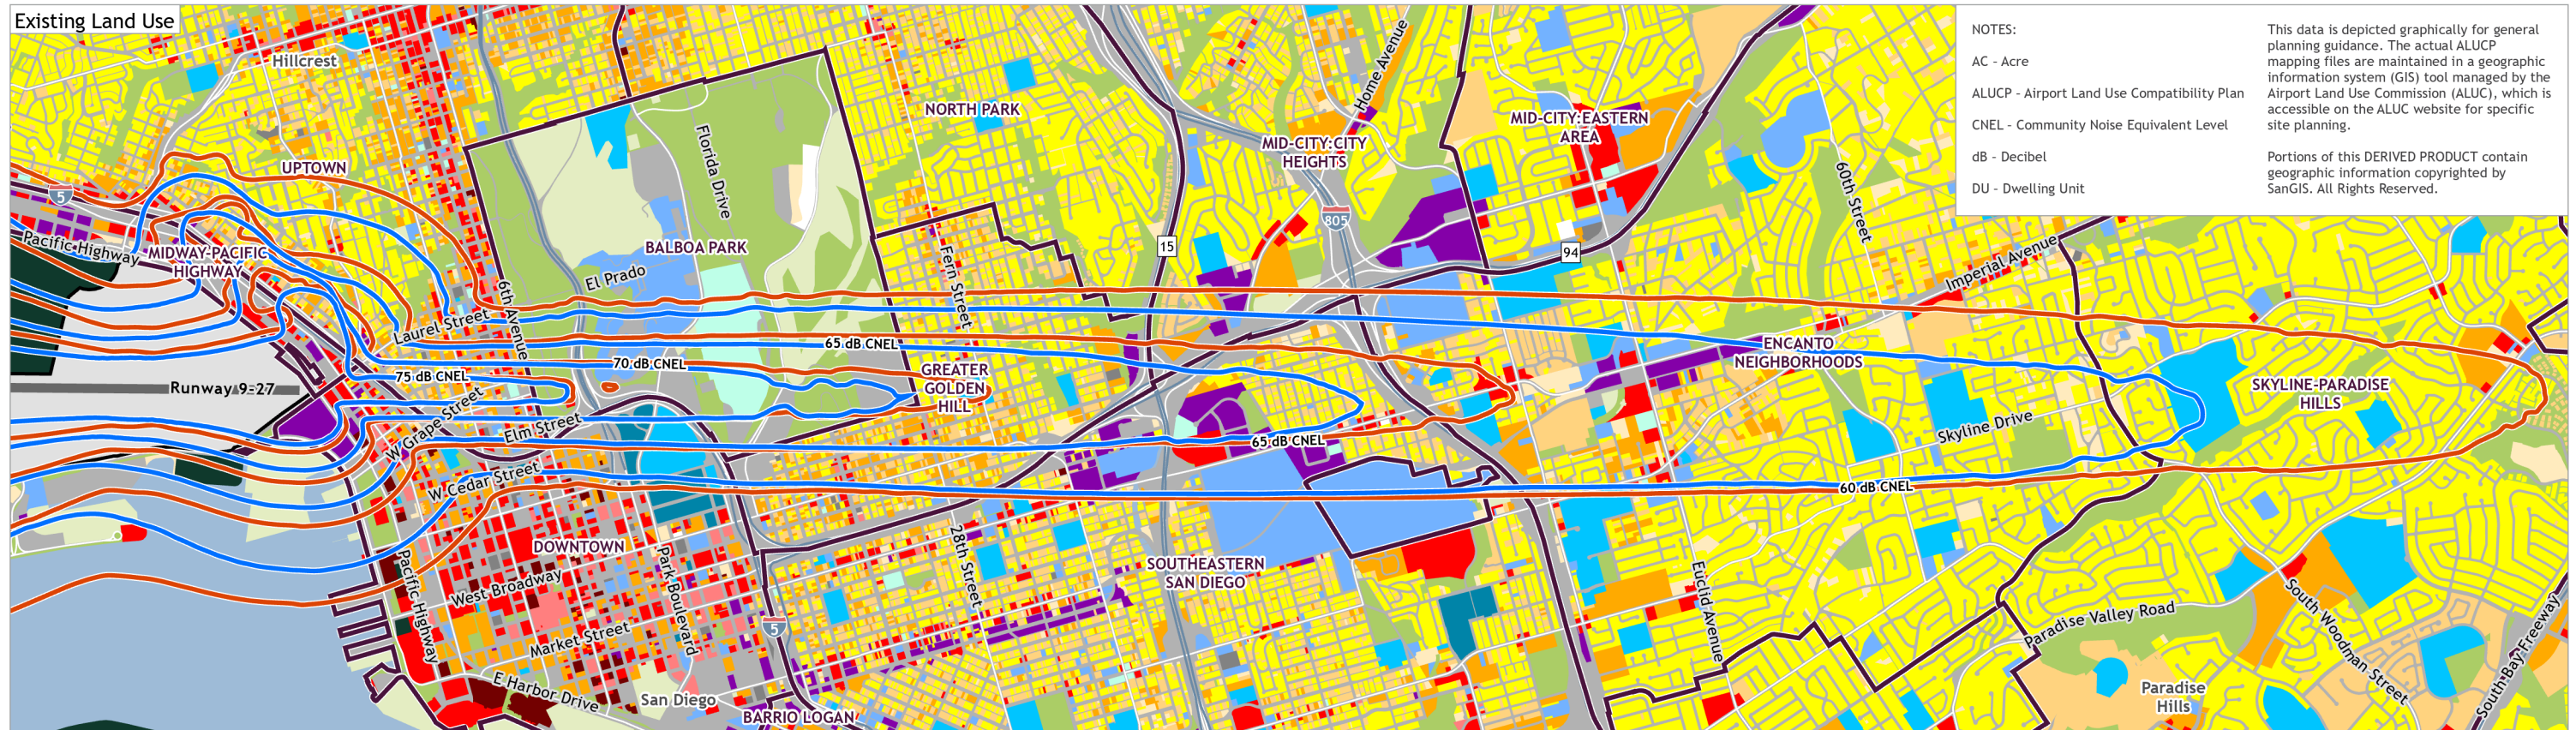 Existing Land Use
NOTES:
AC - Acre
ALUCP - Airport Land Use Compatibility Plan
CNEL - Community Noise Equivalent Level
dB - Decibel
DU - Dwelling Unit
This data is depicted graphically for general
planning guidance. The actual ALUCP
mapping files are maintained in a geographic
information system (GIS) tool managed by the
Airport Land Use Commission (ALUC), which is
accessible on the ALUC website for specific
site planning.
Portions of this DERIVED PRODUCT contain
geographic information copyrighted by
SanGIS. All Rights Reserved.
Hillcrest
UPTOWN
5
Pacific Highway
MIDWAY-PACIFIC
HIGHWAY
Laurel Street
6th Avenue
El Prado
Florida Drive
BALBOA PARK
NORTH PARK
Fern Street
15
Home Avenue
MID-CITY:CITY
HEIGHTS
805
MID-CITY:EASTERN
AREA
94
60th Street
Imperial Avenue
65 dB CNEL
70 dB CNEL
75 dB CNEL
Runway 9-27
W Grape Street
Elm Street
W Cedar Street
GREATER
GOLDEN
HILL
65 dB CNEL
ENCANTO
NEIGHBORHOODS
SKYLINE-PARADISE
HILLS
Skyline Drive
60 dB CNEL
DOWNTOWN
Pacific Highway
West Broadway
Market Street
Park Boulevard
E Harbor Drive
San Diego
5
BARRIO LOGAN
28th Street
SOUTHEASTERN
SAN DIEGO
Euclid Avenue
Paradise Valley Road
South Woodman Street
Paradise
Hills
South Bay Freeway